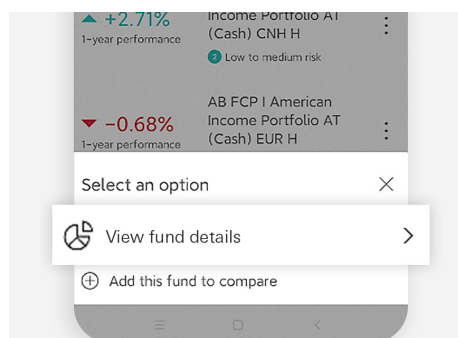 +2.71%
1-year performance
Income Portfolio AT
(Cash) CNH H
2 Low to medium risk
-0.68%
1-year performance
AB FCP I American
Income Portfolio AT
(Cash) EUR H
Select an option
View fund details
Add this fund to compare